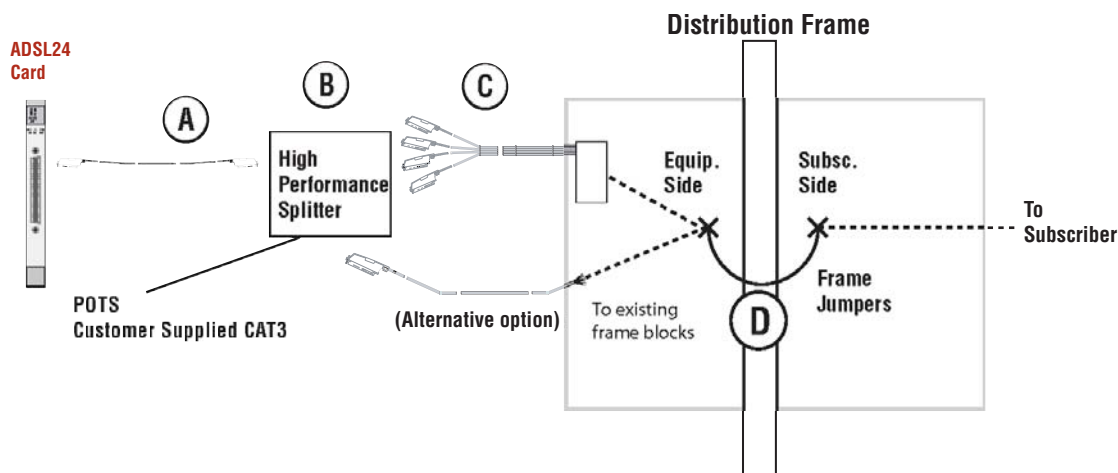 Distribution Frame
ADSL24
Card
A
B
C
High
Performance
Splitter
Equip.
Side
Subsc.
Side
To
Subscriber
POTS
Customer Supplied CAT3
(Alternative option)
To existing
frame blocks
D
Frame
Jumpers